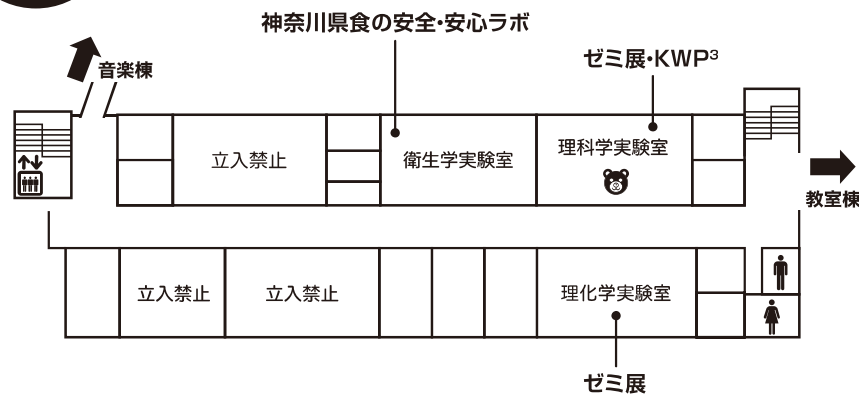 神奈川県食の安全・安心ラボ
ゼミ展・KWP³
音楽棟
立入禁止
衛生学実験室
理科学実験室
教室棟
立入禁止
立入禁止
理化学実験室
ゼミ展